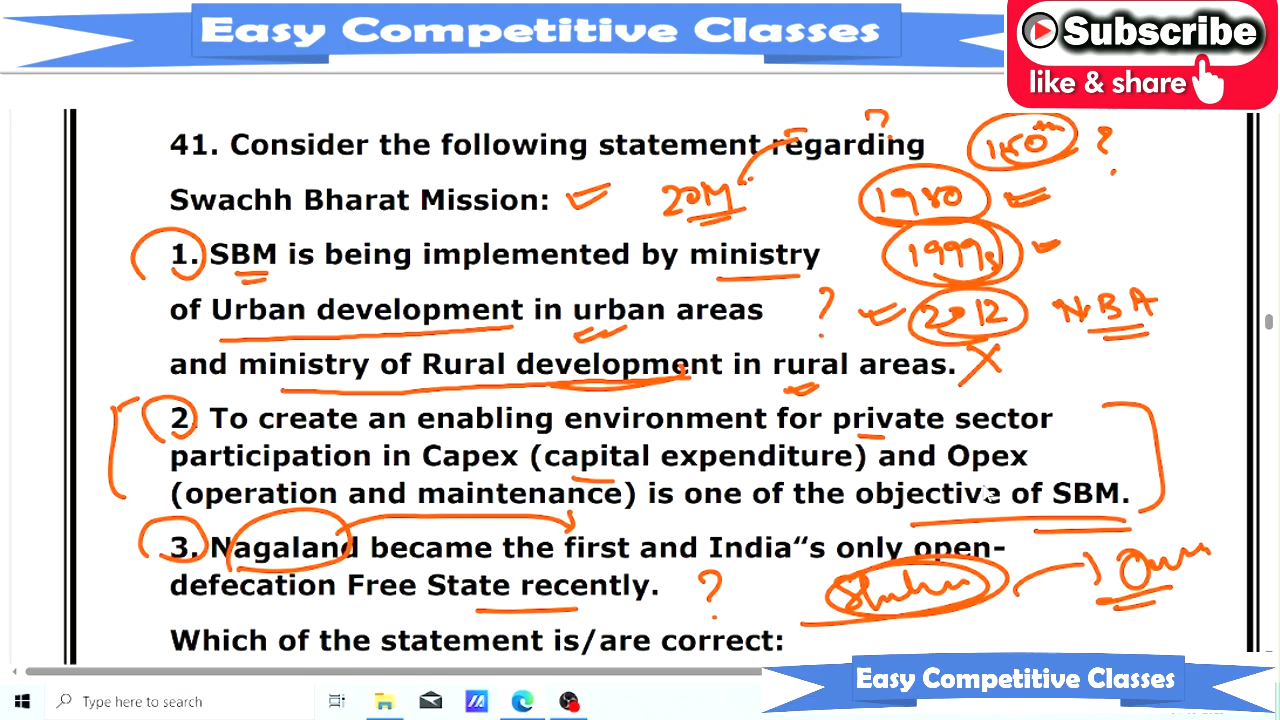 Easy Competitive Classes
Subscribe
like & share
41. Consider the following statement regarding
?
150th
?
Swachh Bharat Mission:
20M
1980
1. SBM is being implemented by ministry
1999s
of Urban development in urban areas
?
2012
NBA
and ministry of Rural development in rural areas.
2. To create an enabling environment for private sector
participation in Capex (capital expenditure) and Opex
(operation and maintenance) is one of the objective of SBM.
3. Nagaland became the first and India“s only open-
defecation Free State recently.
?
Which of the statement is/are correct:
Type here to search
Easy Competitive Classes